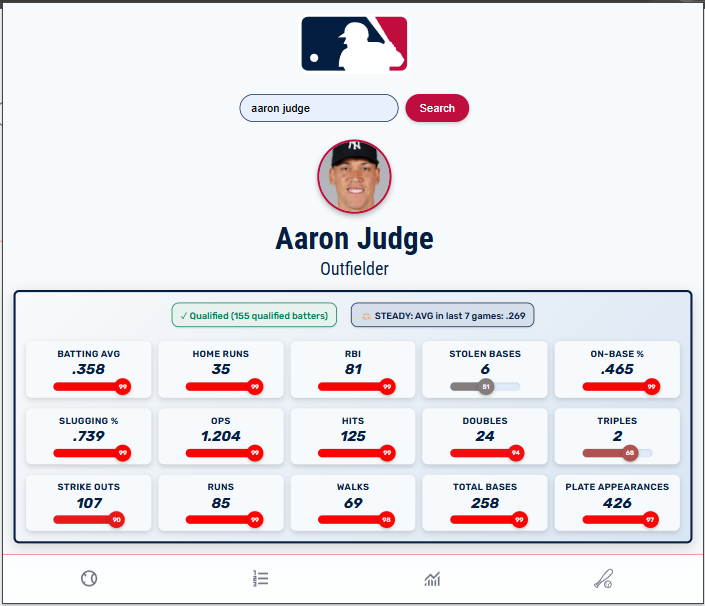 aaron judge
Search
Aaron Judge
Outfielder
✓ Qualified (155 qualified batters)
STEADY: AVG in last 7 games: .269
BATTING AVG
.358
99
HOME RUNS
35
99
RBI
81
99
STOLEN BASES
6
51
ON-BASE %
.465
99
SLUGGING %
.739
99
OPS
1.204
99
HITS
125
99
DOUBLES
24
94
TRIPLES
2
68
STRIKE OUTS
107
90
RUNS
85
99
WALKS
69
98
TOTAL BASES
258
99
PLATE APPEARANCES
426
97